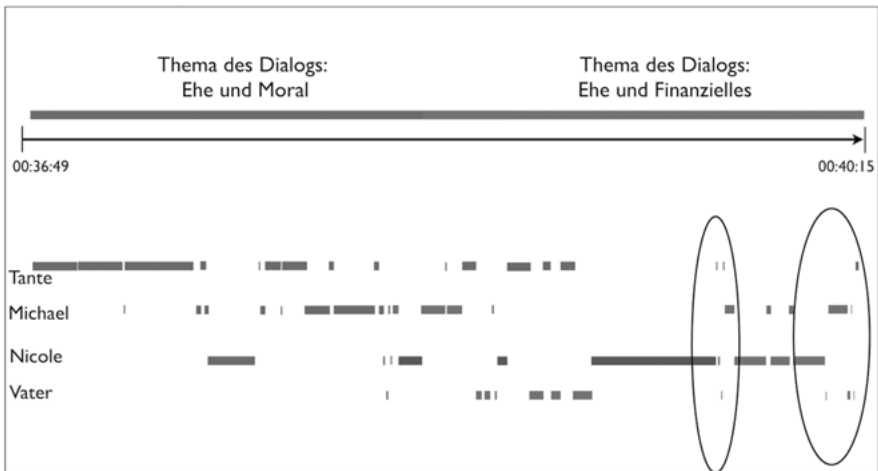 Thema des Dialogs:
Ehe und Moral
Thema des Dialogs:
Ehe und Finanzielles
00:36:49
00:40:15
Tante
Michael
Nicole
Vater